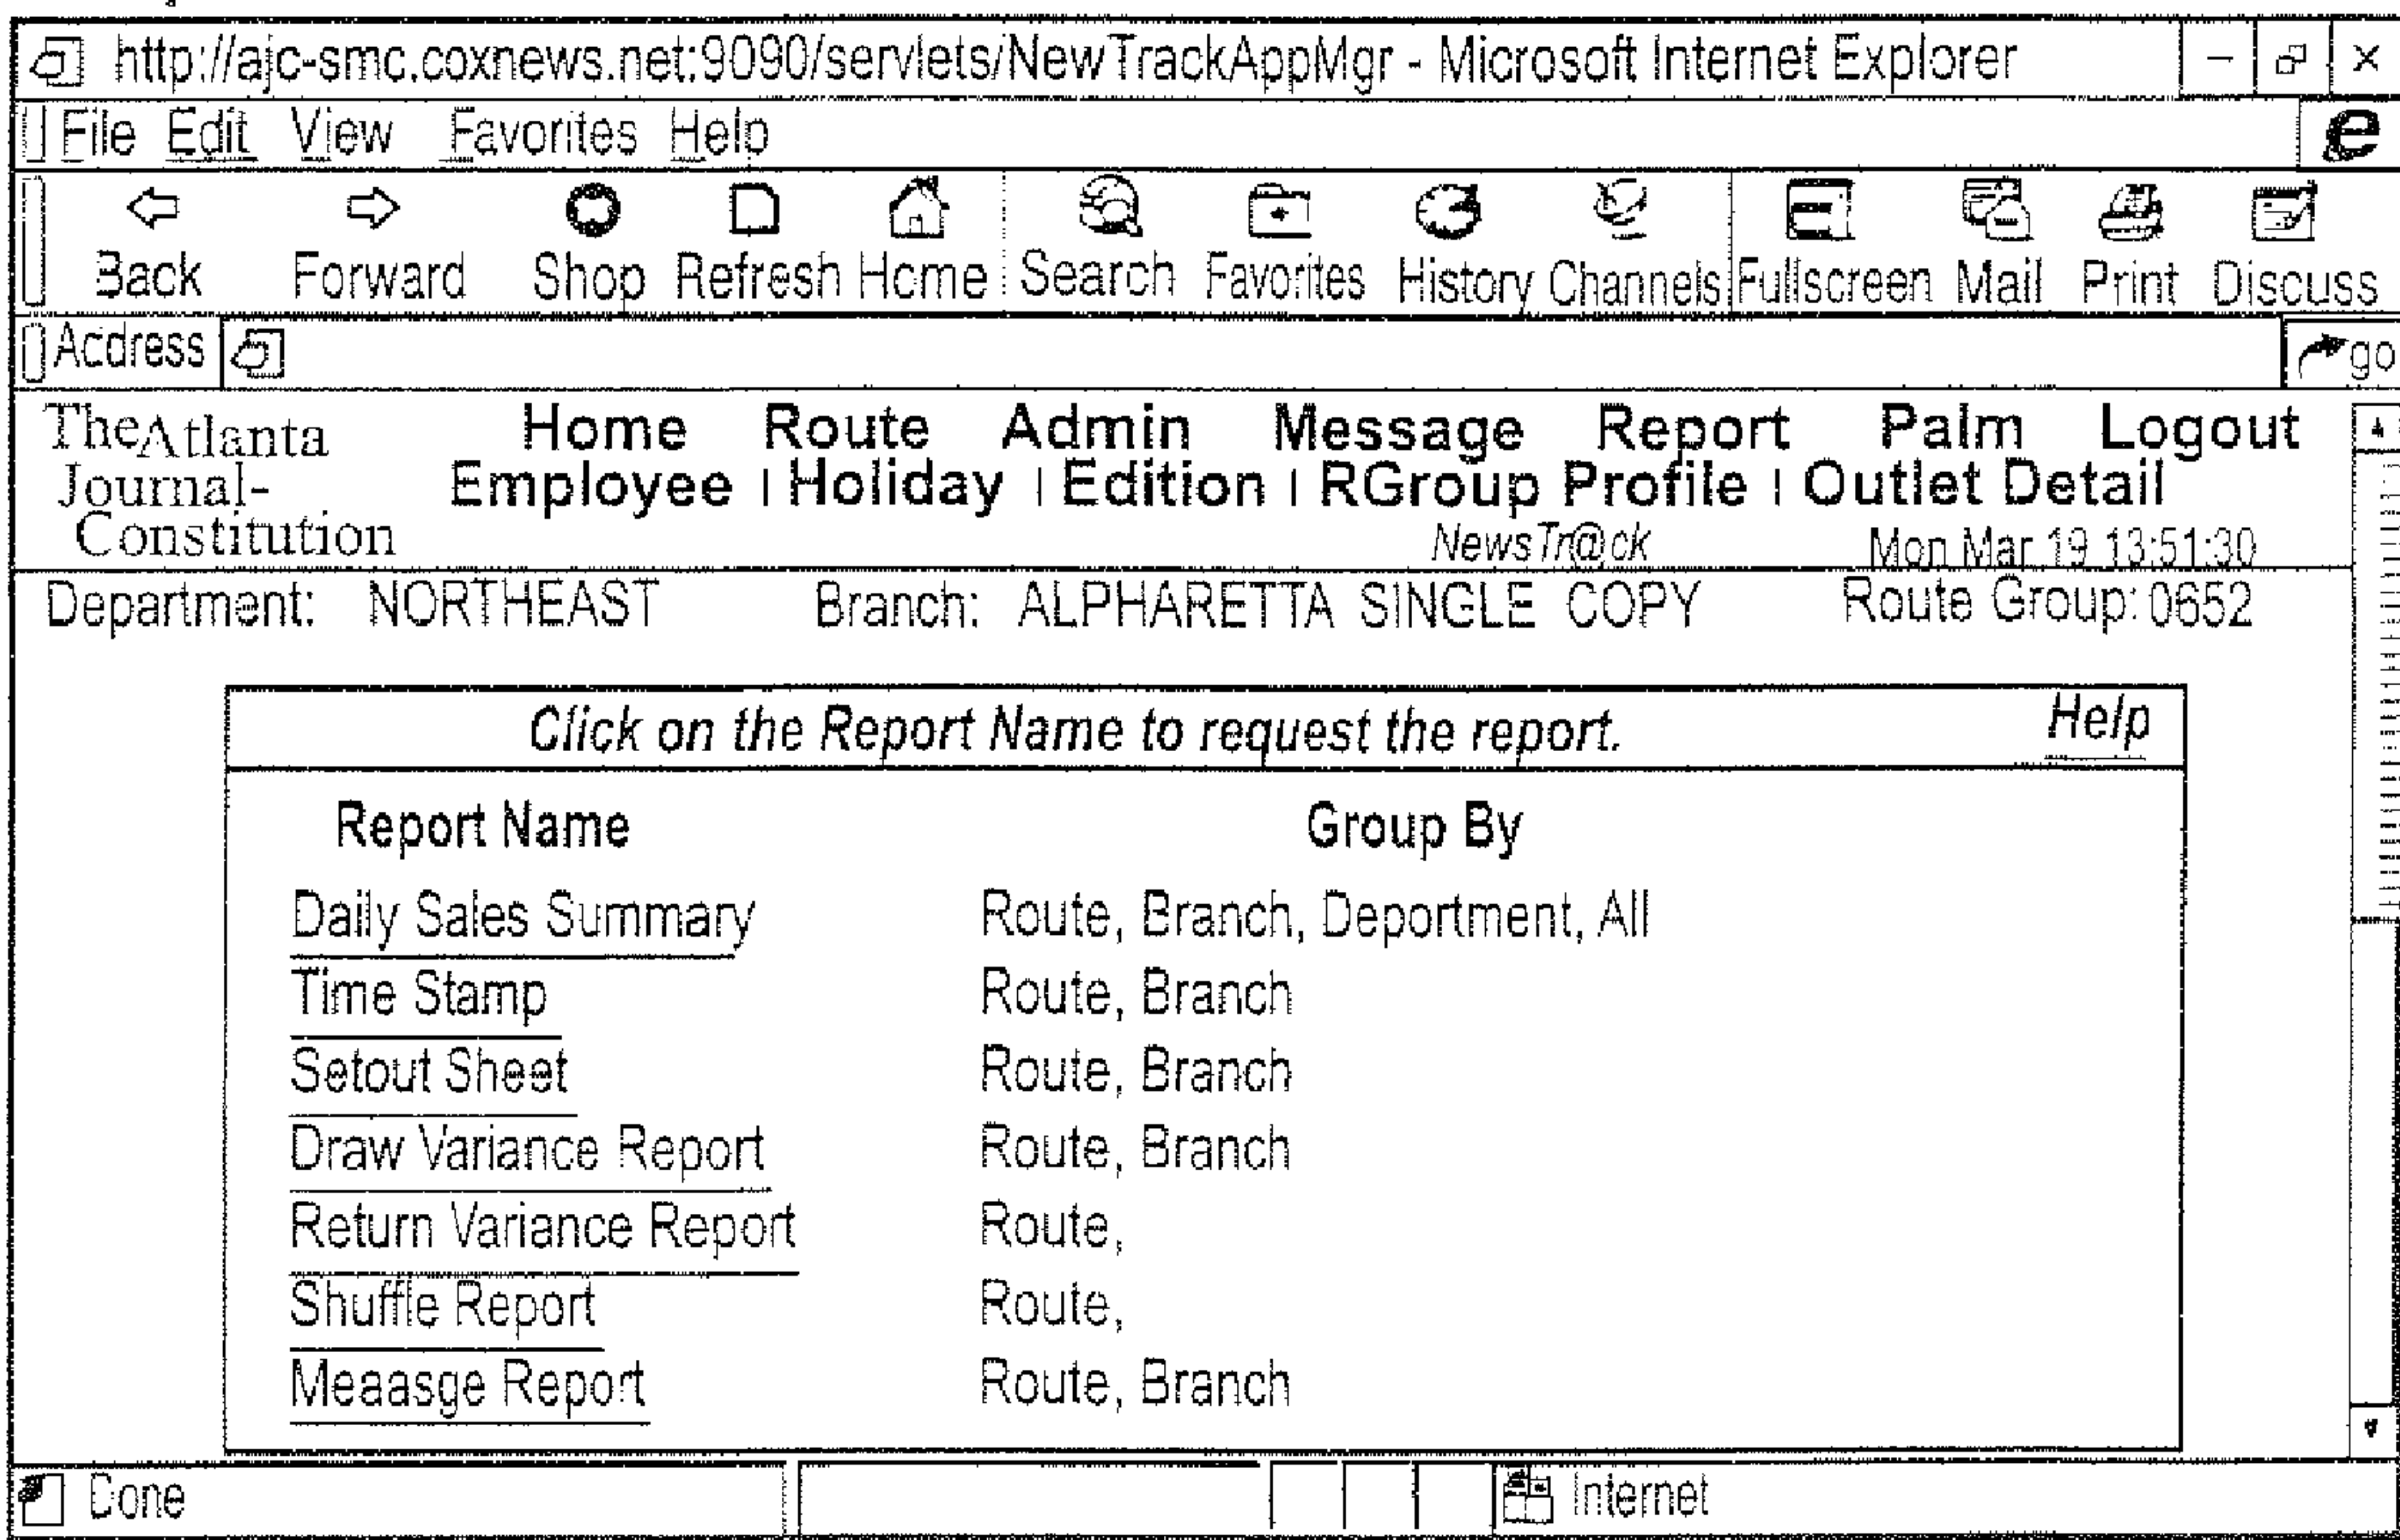 http://ajc-smc.coxnews.net:9090/servlets/NewTrackAppMgr - Microsoft Internet Explorer
File Edit View Favorites Help
Back Forward Shop Refresh Home Search Favorites History Channels Fullscreen Mail Print Discuss
Address go
The Atlanta Journal-Constitution
Home Route Admin Message Report Palm Logout
Employee | Holiday | Edition | RGroup Profile | Outlet Detail
NewsTr@ck Mon Mar 19 13:51:30
Department: NORTHEAST Branch: ALPHARETTA SINGLE COPY Route Group: 0652
Click on the Report Name to request the report. Help
Report Name Group By
Daily Sales Summary Route, Branch, Deportment, All
Time Stamp Route, Branch
Setout Sheet Route, Branch
Draw Variance Report Route, Branch
Return Variance Report Route,
Shuffle Report Route,
Meaasge Report Route, Branch
Done Internet